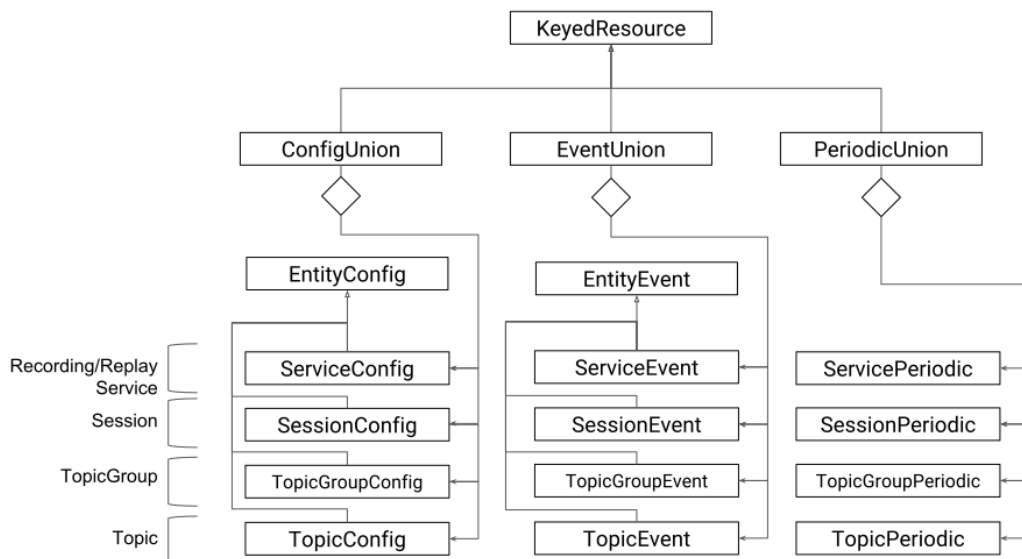 KeyedResource
ConfigUnion
EventUnion
PeriodicUnion
EntityConfig
EntityEvent
Recording/Replay
Service
ServiceConfig
ServiceEvent
ServicePeriodic
Session
SessionConfig
SessionEvent
SessionPeriodic
TopicGroup
TopicGroupConfig
TopicGroupEvent
TopicGroupPeriodic
Topic
TopicConfig
TopicEvent
TopicPeriodic